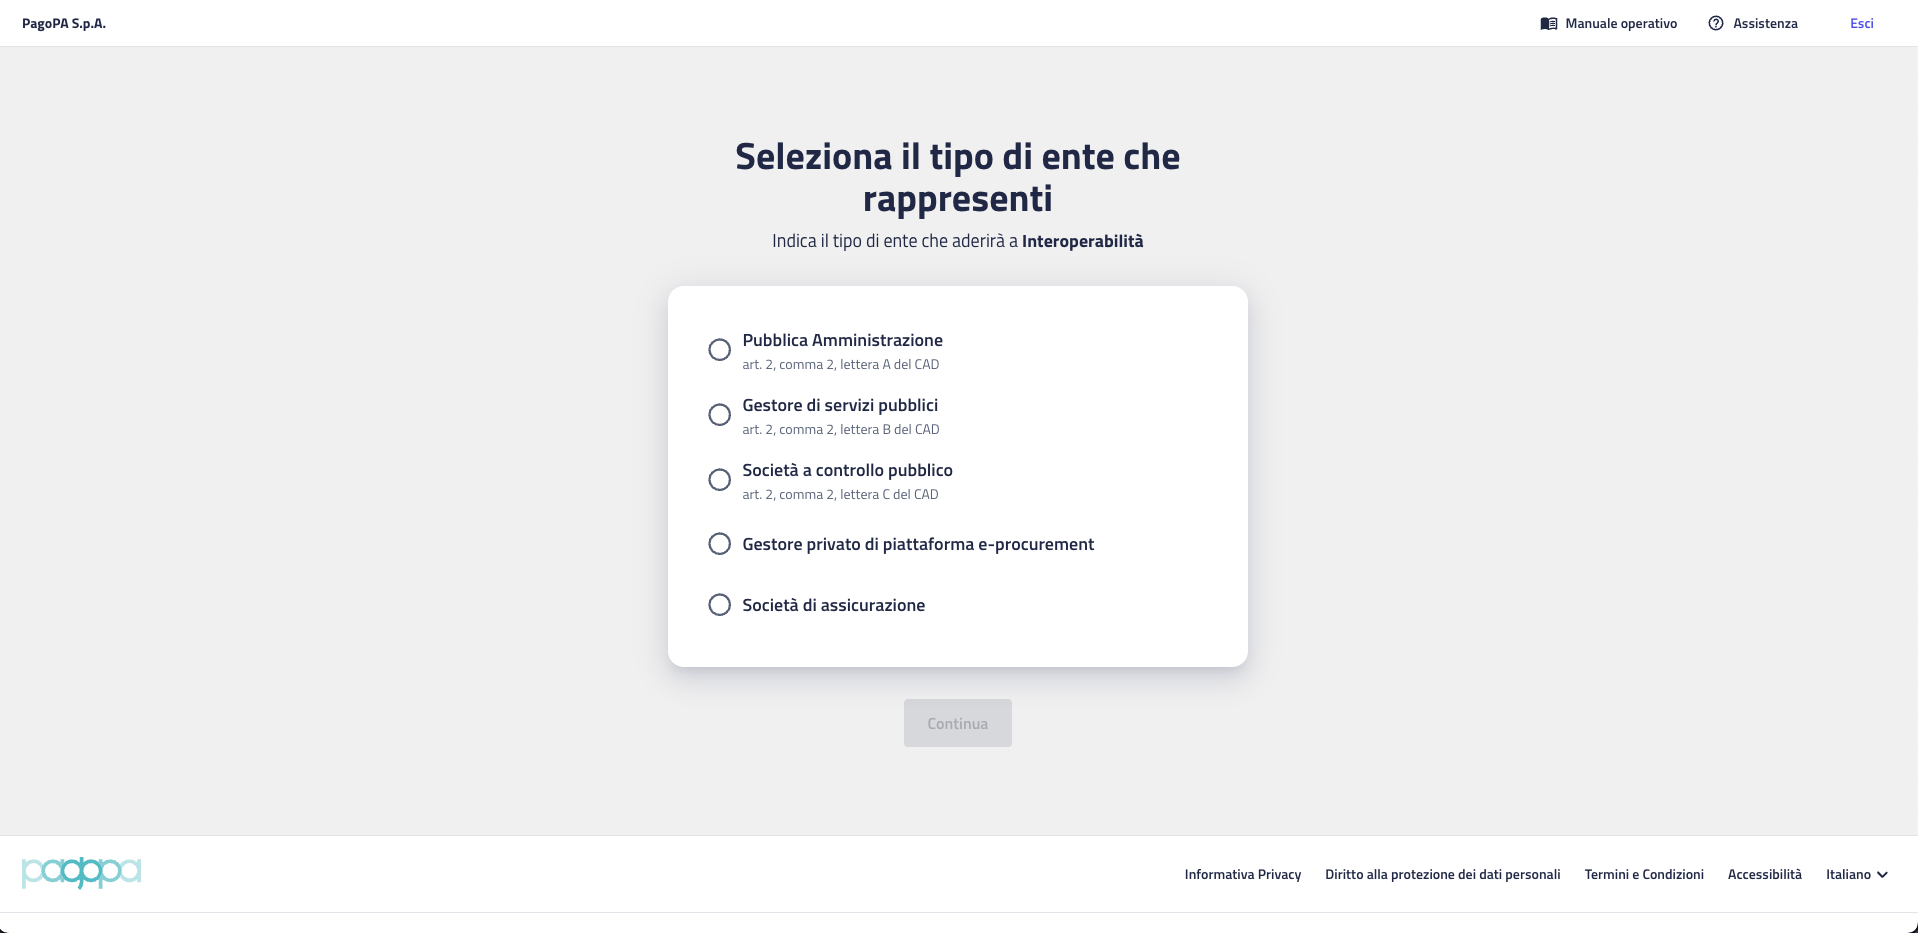 PagoPA S.p.A.
Manuale operativo
Assistenza
Esci
Seleziona il tipo di ente che
rappresenti
Indica il tipo di ente che aderirà a Interoperabilità
Pubblica Amministrazione
art. 2, comma 2, lettera A del CAD
Gestore di servizi pubblici
art. 2, comma 2, lettera B del CAD
Società a controllo pubblico
art. 2, comma 2, lettera C del CAD
Gestore privato di piattaforma e-procurement
Società di assicurazione
Continua
pagopa
Informativa Privacy
Diritto alla protezione dei dati personali
Termini e Condizioni
Accessibilità
Italiano